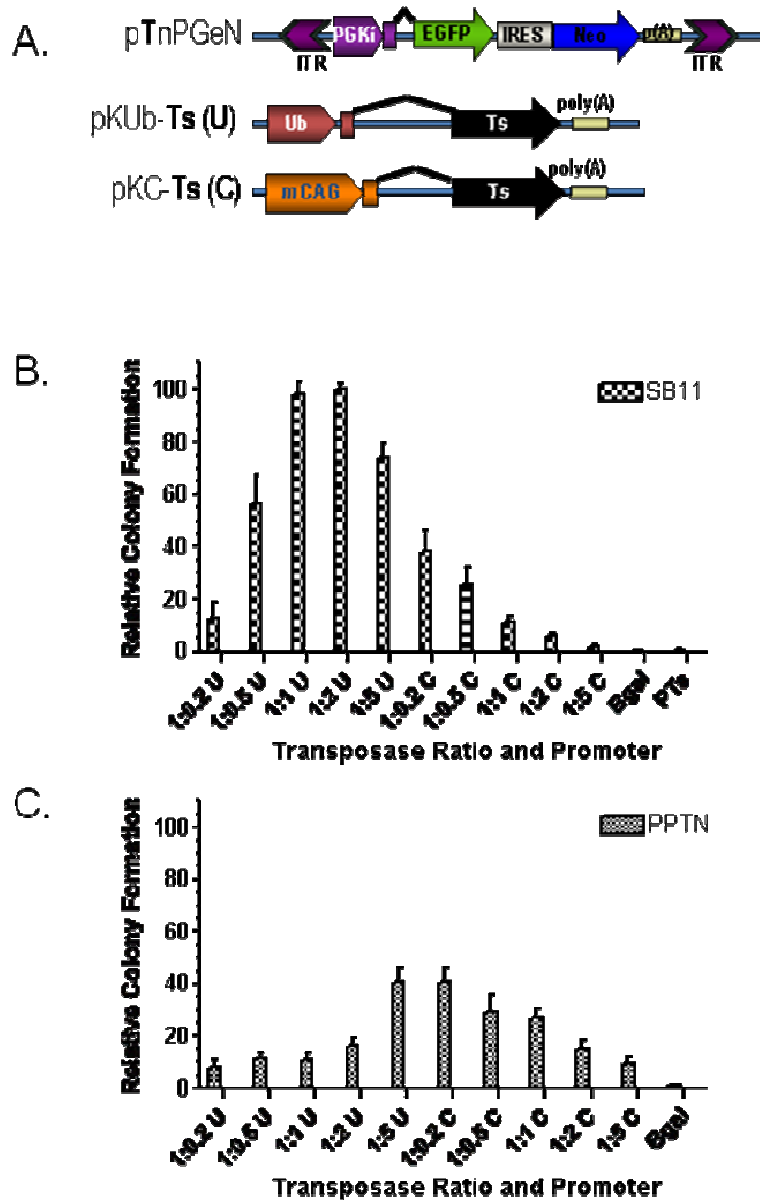 A.
pTnPGeN
PGKi
EGFP
IRES
Neo
p(A)
ITR
ITR
pKUb-Ts (U)
Ub
Ts
poly(A)
pKC-Ts (C)
mCAG
Ts
poly(A)
B.
Relative Colony Formation
100
80
60
40
20
0
SB11
1:0.2 U
1:0.5 U
1:1 U
1:2 U
1:5 U
1:0.2 C
1:0.5 C
1:1 C
1:2 C
1:5 C
Bgal
PTs
Transposase Ratio and Promoter
C.
Relative Colony Formation
100
80
60
40
20
0
PPTN
1:0.2 U
1:0.5 U
1:1 U
1:2 U
1:5 U
1:0.2 C
1:0.5 C
1:1 C
1:2 C
1:5 C
Bgal
Transposase Ratio and Promoter